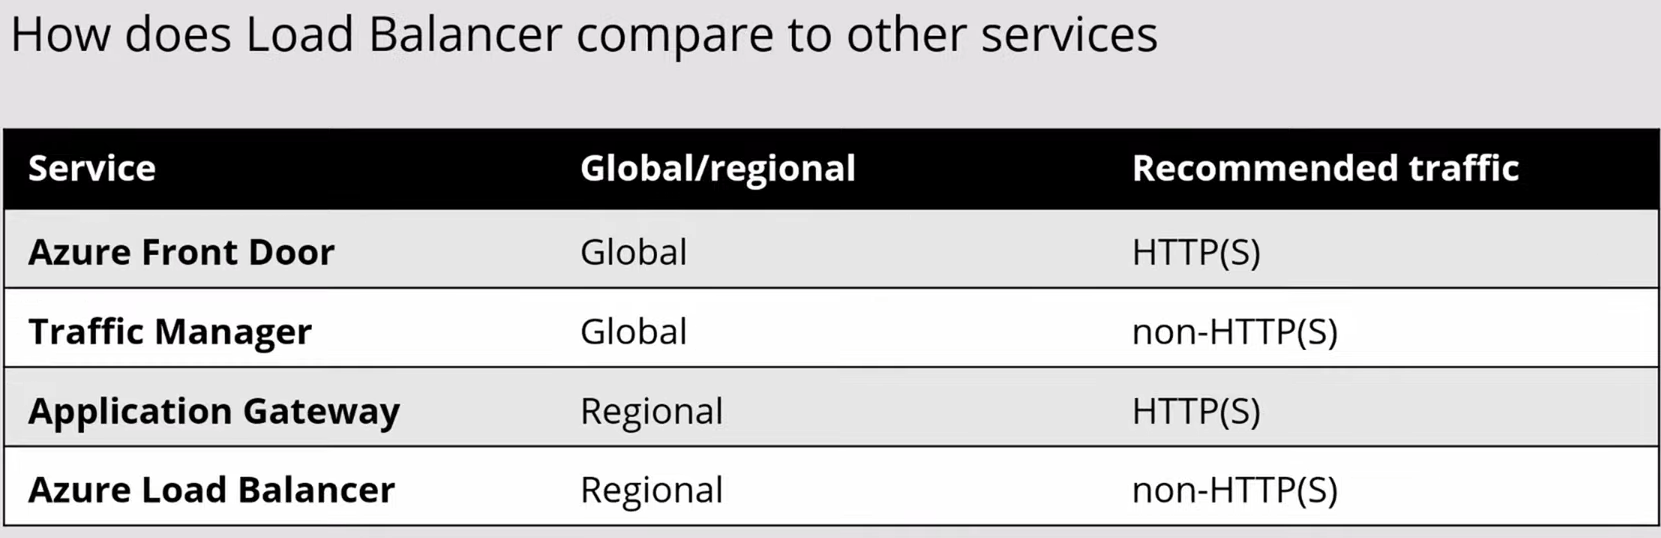 How does Load Balancer compare to other services
Service Global/regional Recommended traffic
Azure Front Door Global HTTP(S)
Traffic Manager Global non-HTTP(S)
Application Gateway Regional HTTP(S)
Azure Load Balancer Regional non-HTTP(S)